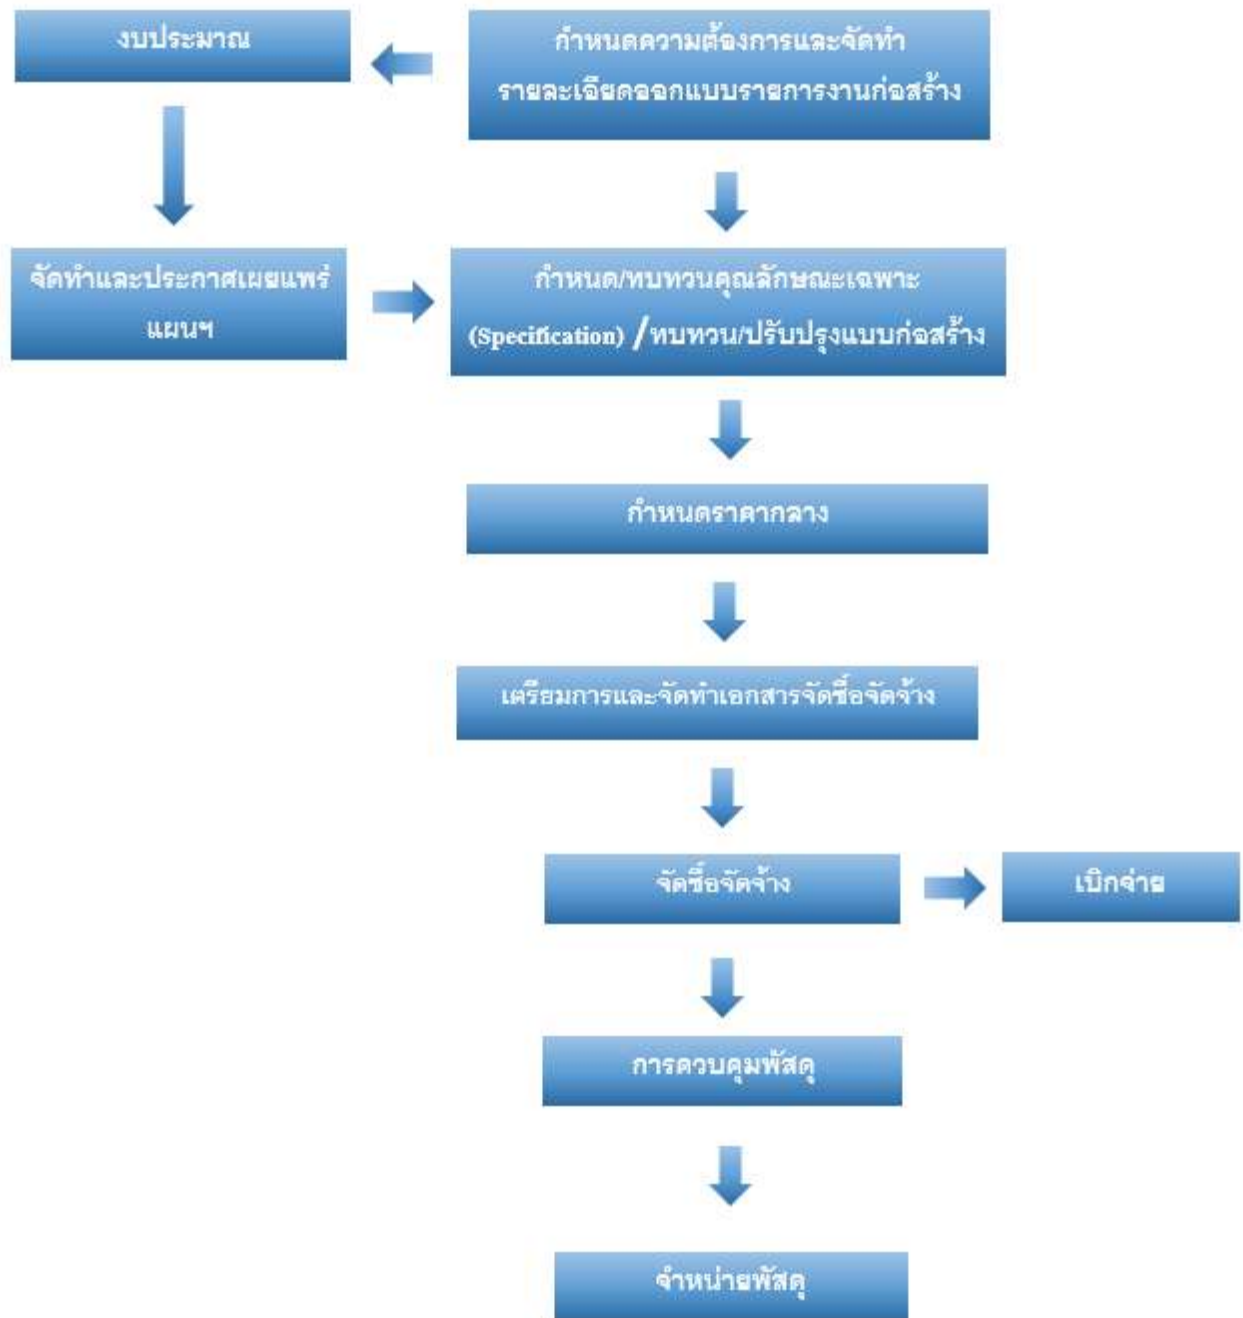 งบประมาณ
กำหนดความต้องการและจัดทำ
รายละเอียดออกแบบรายการงานก่อสร้าง
จัดทำและประกาศเผยแพร่
แผนฯ
กำหนด/ทบทวนคุณลักษณะเฉพาะ
(Specification) /ทบทวน/ปรับปรุงแบบก่อสร้าง
กำหนดราคากลาง
เตรียมการและจัดทำเอกสารจัดซื้อจัดจ้าง
จัดซื้อจัดจ้าง
เบิกจ่าย
การควบคุมพัสดุ
จำหน่ายพัสดุ